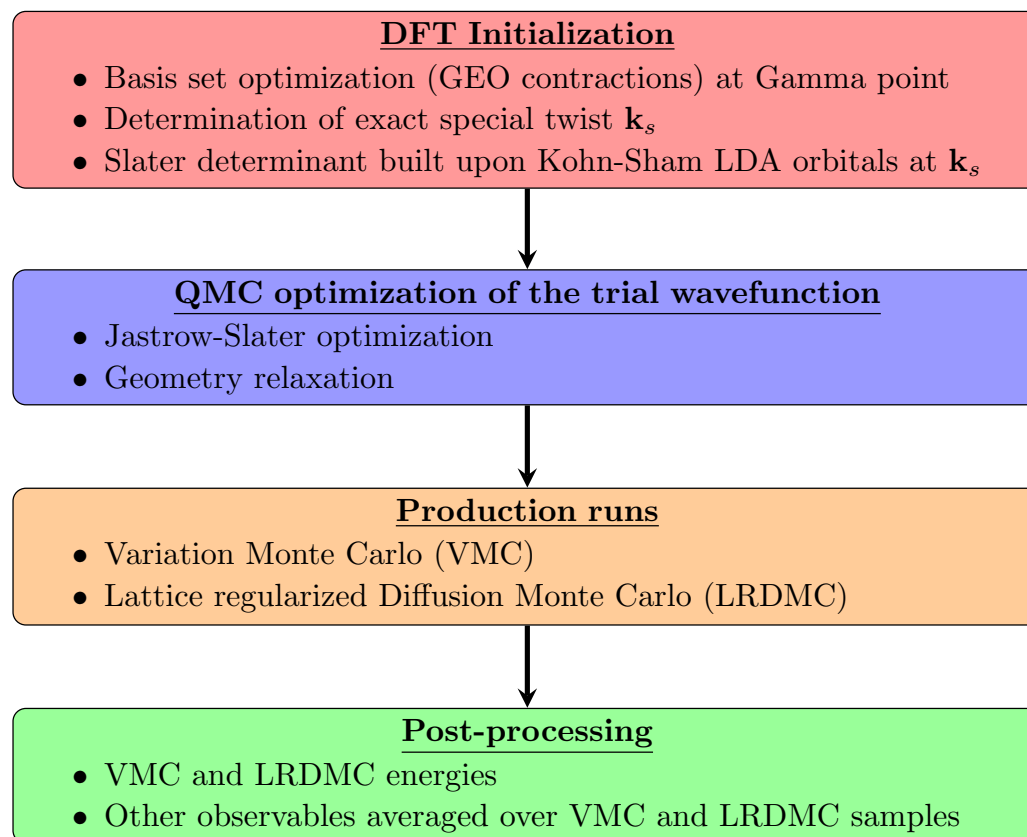 DFT Initialization
• Basis set optimization (GEO contractions) at Gamma point
• Determination of exact special twist kₛ
• Slater determinant built upon Kohn-Sham LDA orbitals at kₛ
QMC optimization of the trial wavefunction
• Jastrow-Slater optimization
• Geometry relaxation
Production runs
• Variation Monte Carlo (VMC)
• Lattice regularized Diffusion Monte Carlo (LRDMC)
Post-processing
• VMC and LRDMC energies
• Other observables averaged over VMC and LRDMC samples